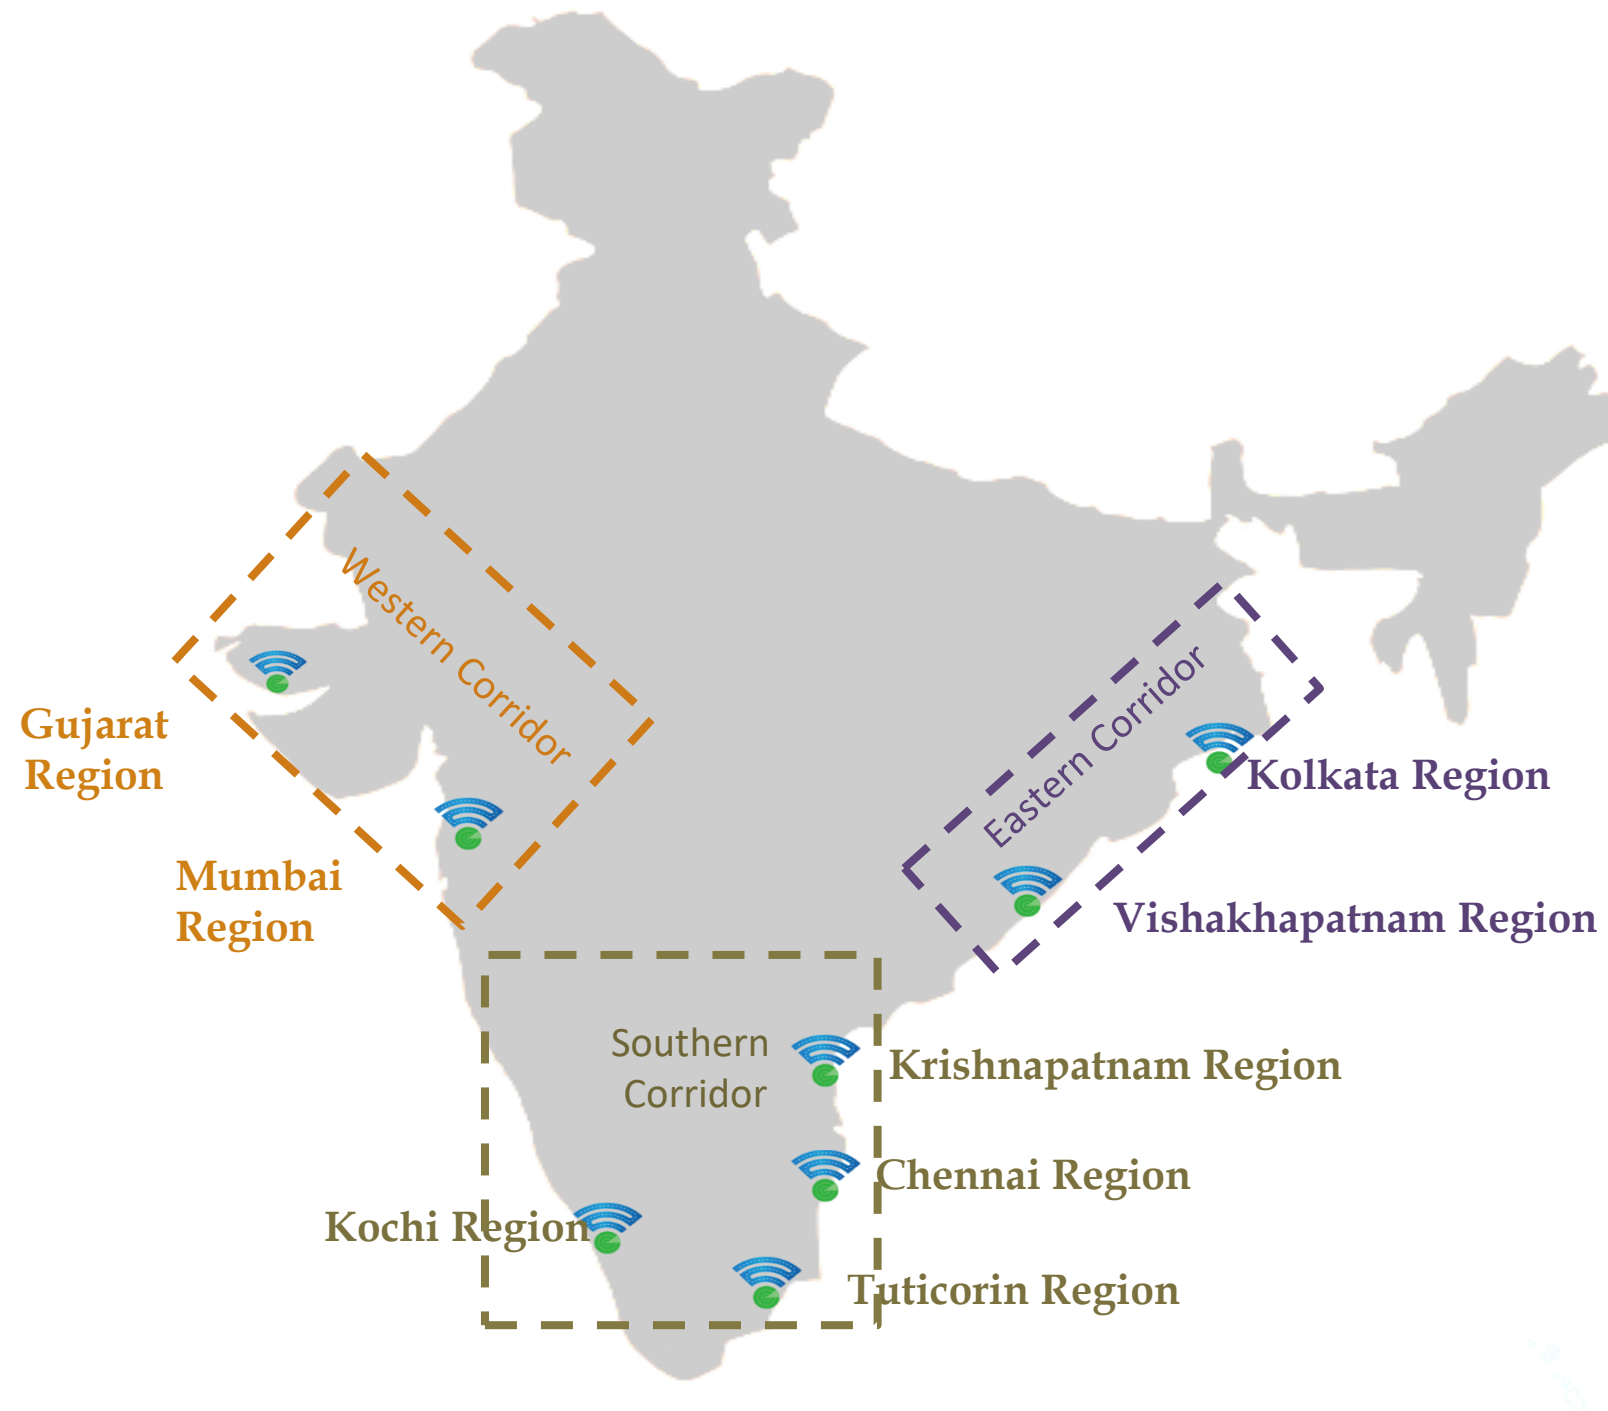 Western Corridor
Eastern Corridor
Gujarat
Region
Kolkata Region
Mumbai
Region
Vishakhapatnam Region
Southern
Corridor
Krishnapatnam Region
Chennai Region
Kochi Region
Tuticorin Region